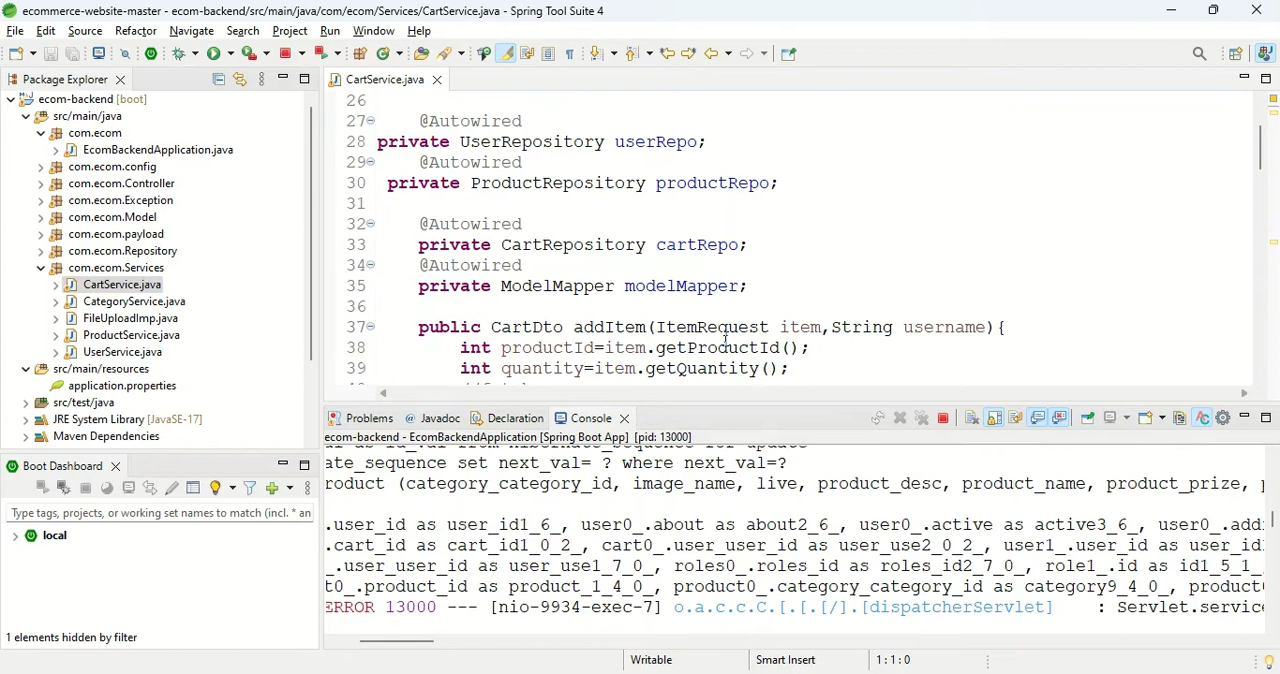 ecommerce-website-master - ecom-backend/src/main/java/com/ecom/Services/CartService.java - Spring Tool Suite 4
File Edit Source Refactor Navigate Search Project Run Window Help
Package Explorer
ecom-backend [boot]
src/main/java
com.ecom
EcomBackendApplication.java
com.ecom.config
com.ecom.Controller
com.ecom.Exception
com.ecom.Model
com.ecom.payload
com.ecom.Repository
com.ecom.Services
CartService.java
CategoryService.java
FileUploadImp.java
ProductService.java
UserService.java
src/main/resources
application.properties
src/test/java
JRE System Library [JavaSE-17]
Maven Dependencies
Boot Dashboard
Type tags, projects, or working set names to match (incl. * an
local
1 elements hidden by filter
CartService.java
26
27 @Autowired
28 private UserRepository userRepo;
29 @Autowired
30 private ProductRepository productRepo;
31
32 @Autowired
33 private CartRepository cartRepo;
34 @Autowired
35 private ModelMapper modelMapper;
36
37 public CartDto addItem(ItemRequest item,String username){
38 int productId=item.getProductId();
39 int quantity=item.getQuantity();
Problems Javadoc Declaration Console
ecom-backend - EcomBackendApplication [Spring Boot App] [pid: 13000]
ate_sequence set next_val= ? where next_val=?
roduct (category_category_id, image_name, live, product_desc, product_name, product_prize, p
.user_id as user_id1_6_, user0_.about as about2_6_, user0_.active as active3_6_, user0_.add
.cart_id as cart_id1_0_2_, cart0_.user_user_id as user_use2_0_2_, user1_.user_id as user_id
_.user_user_id as user_use1_7_0_, roles0_.roles_id as roles_id2_7_0_, role1_.id as id1_5_1_
t0_.product_id as product_1_4_0_, product0_.category_category_id as category9_4_0_, product
ERROR 13000 --- [nio-9934-exec-7] o.a.c.c.C.[.[.[/].[dispatcherServlet] : Servlet.servic
Writable Smart Insert 1:1:0